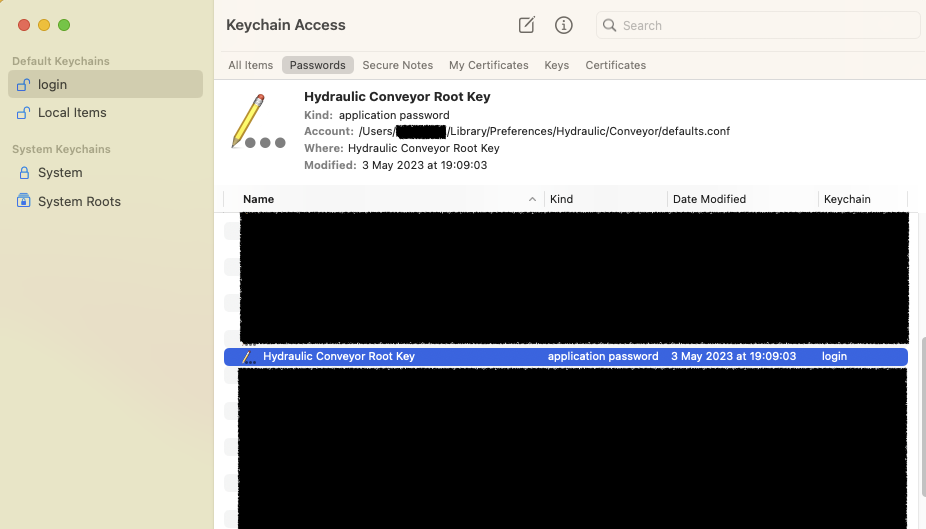 Keychain Access
Search
Default Keychains
login
Local Items
System Keychains
System
System Roots
All Items Passwords Secure Notes My Certificates Keys Certificates
Hydraulic Conveyor Root Key
Kind: application password
Account: /Users/ /Library/Preferences/Hydraulic/Conveyor/defaults.conf
Where: Hydraulic Conveyor Root Key
Modified: 3 May 2023 at 19:09:03
Name Kind Date Modified Keychain
Hydraulic Conveyor Root Key application password 3 May 2023 at 19:09:03 login